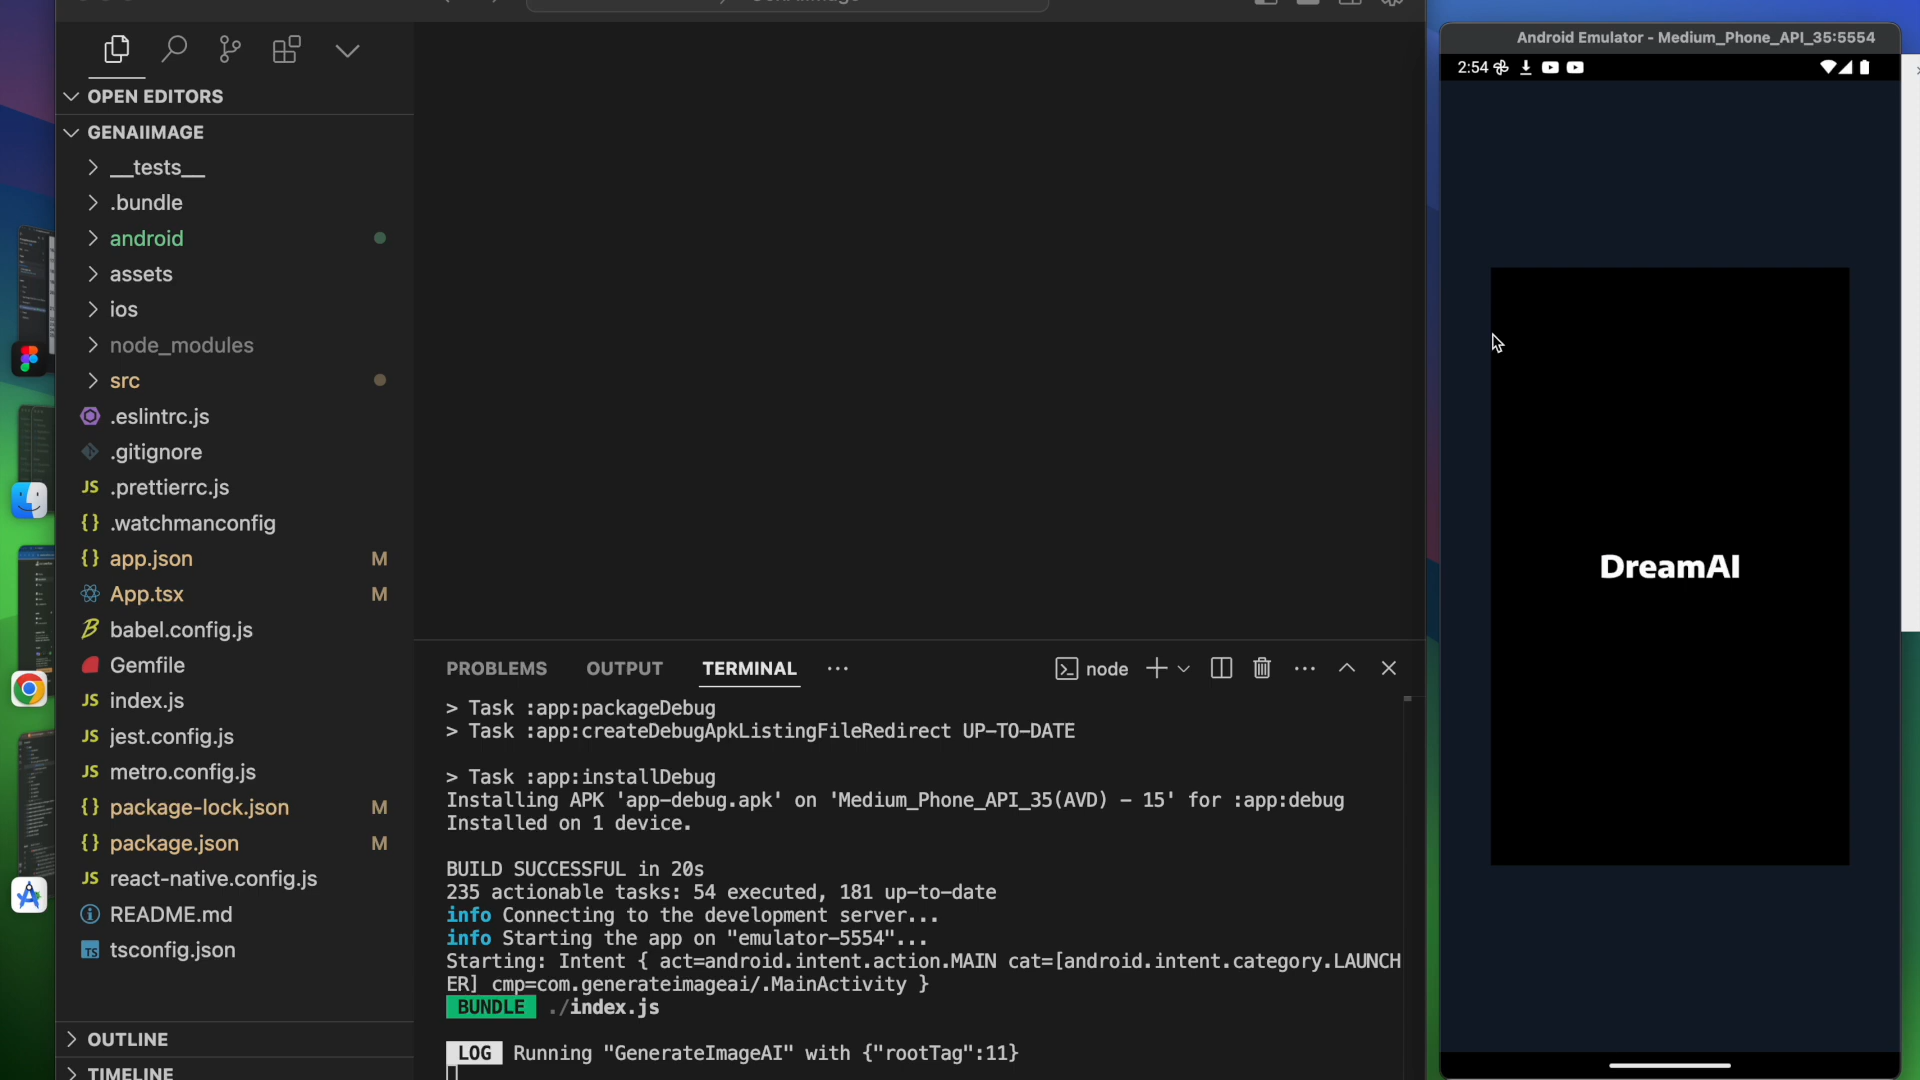 OPEN EDITORS
GENAIIMAGE
__tests__
.bundle
android
assets
ios
node_modules
src
.eslintrc.js
.gitignore
JS .prettierrc.js
{} .watchmanconfig
{} app.json M
App.tsx M
babel.config.js
Gemfile
JS index.js
JS jest.config.js
JS metro.config.js
{} package-lock.json M
{} package.json M
JS react-native.config.js
README.md
TS tsconfig.json
OUTLINE
TIMELINE
PROBLEMS OUTPUT TERMINAL ··· node
> Task :app:packageDebug
> Task :app:createDebugApkListingFileRedirect UP-TO-DATE
> Task :app:installDebug
Installing APK 'app-debug.apk' on 'Medium_Phone_API_35(AVD) - 15' for :app:debug
Installed on 1 device.
BUILD SUCCESSFUL in 20s
235 actionable tasks: 54 executed, 181 up-to-date
info Connecting to the development server...
info Starting the app on "emulator-5554"...
Starting: Intent { act=android.intent.action.MAIN cat=[android.intent.category.LAUNCH
ER] cmp=com.generateimageai/.MainActivity }
BUNDLE ./index.js
LOG Running "GenerateImageAI" with {"rootTag":11}
Android Emulator - Medium_Phone_API_35:5554
2:54
DreamAI